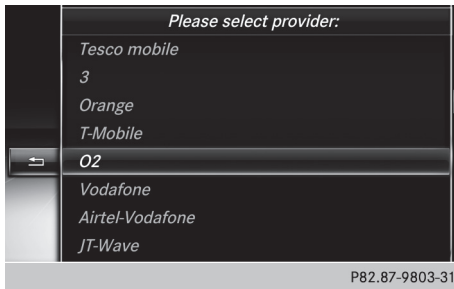 Please select provider:
Tesco mobile
3
Orange
T-Mobile
O2
Vodafone
Airtel-Vodafone
JT-Wave
P82.87-9803-31